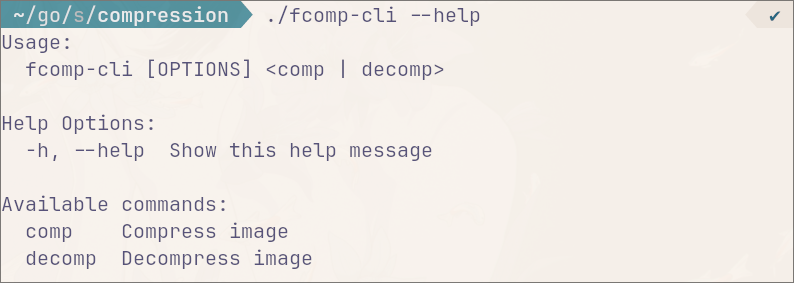 ~/go/s/compression ./fcomp-cli --help ✔
Usage:
  fcomp-cli [OPTIONS] <comp | decomp>

Help Options:
  -h, --help  Show this help message

Available commands:
  comp    Compress image
  decomp  Decompress image